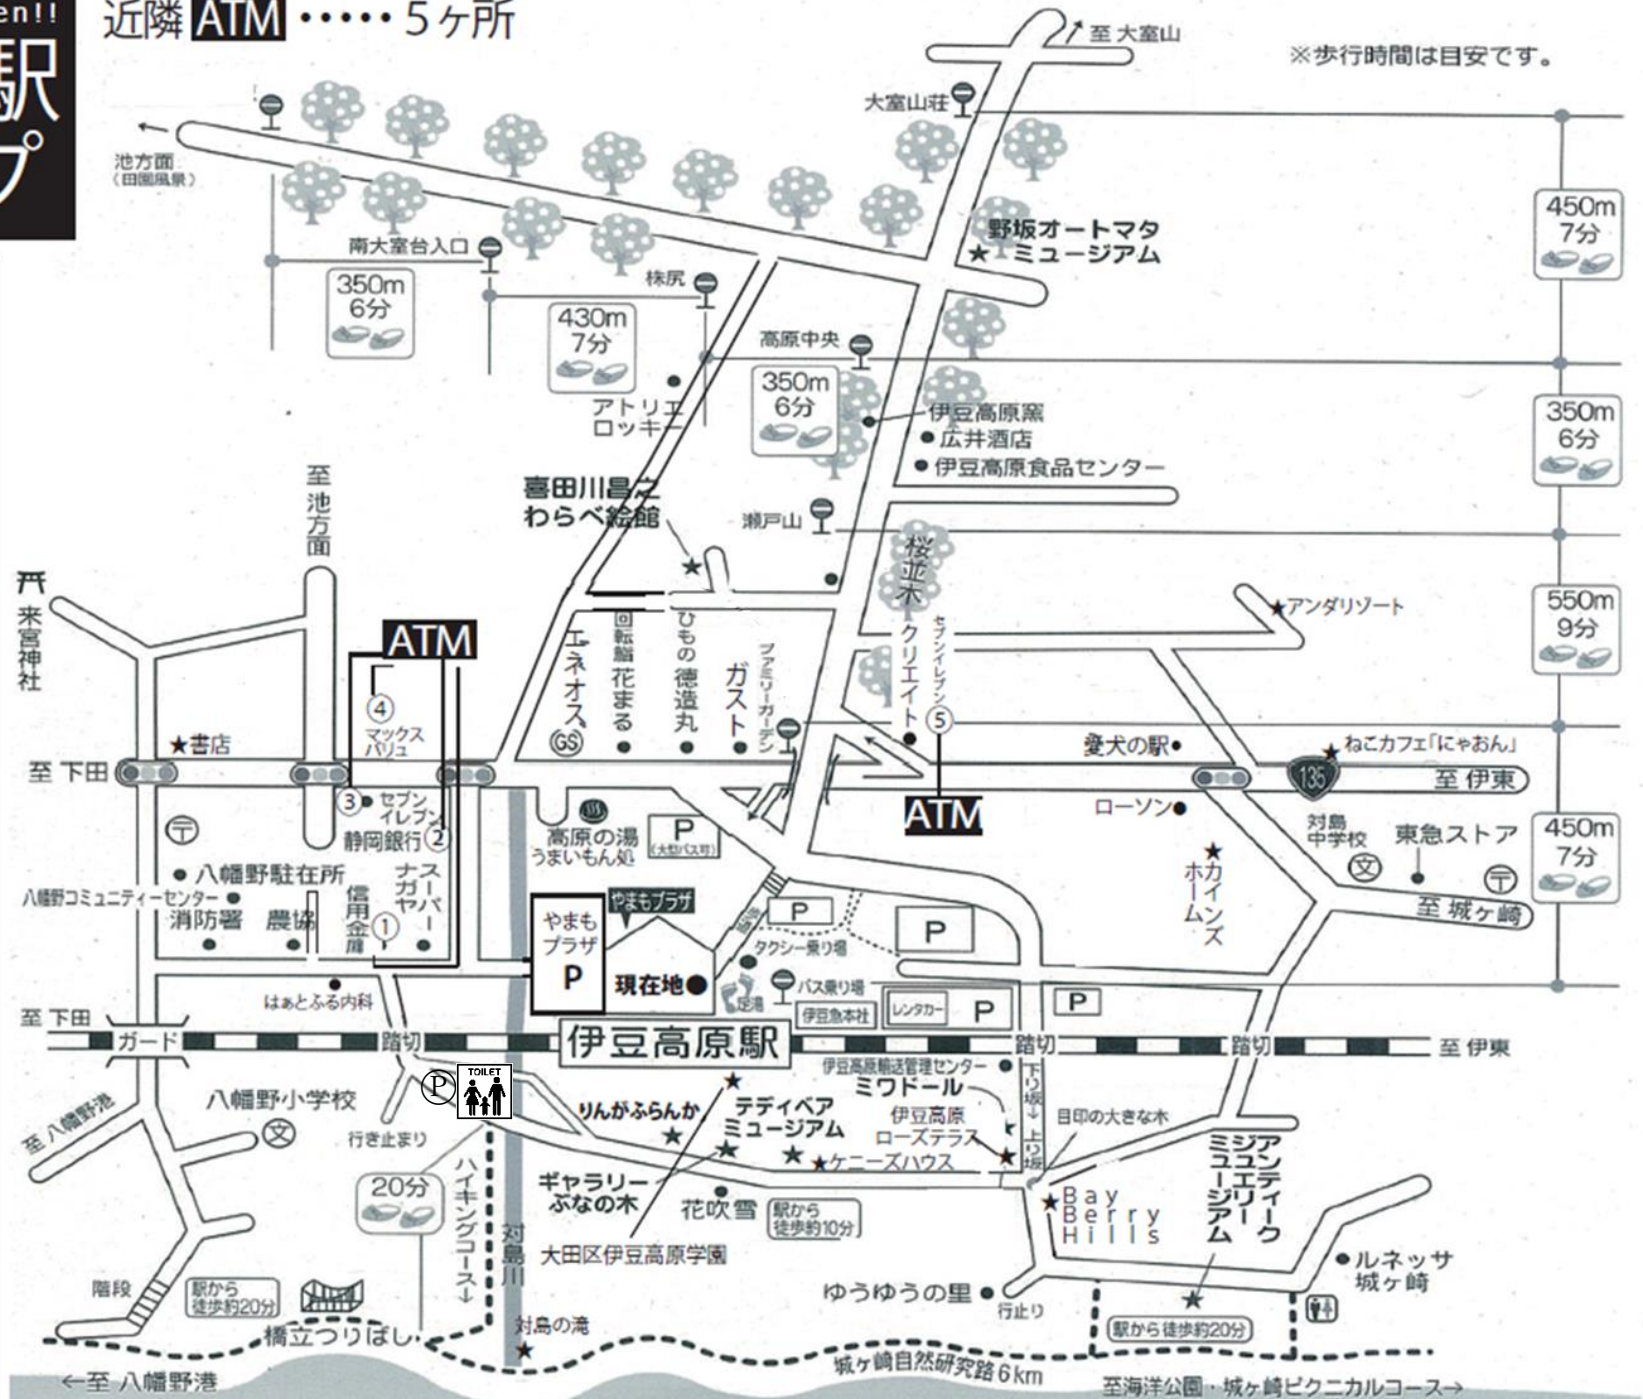 en!!
駅
プ
近隣 ATM ・・・・・ 5ヶ所
至 大室山
※歩行時間は目安です。
大室山荘
池方面
(田園風景)
450m
7分
野坂オートマタ
ミュージアム
南大室台入口
350m
6分
株尻
430m
7分
高原中央
350m
6分
アトリエ
ロッキー
伊豆高原窯
広井酒店
伊豆高原食品センター
350m
6分
至池方面
喜田川昌之
わらべ絵館
瀬戸山
桜並木
来宮神社
550m
9分
アンダリゾート
ATM
エネオス
GS
回転鮨 花まる
ひもの 徳造丸
ガスト
ファミリーガーデン
クリエイト
セブンイレブン
⑤
④
マックス
バリュ
★書店
愛犬の駅
ねこカフェ「にゃおん」
至 下田
135
至 伊東
③
セブン
イレブン
静岡銀行②
ATM
ローソン
高原の湯
うまいもん処
P
(大型バス可)
対島
中学校
文
東急ストア
〒
450m
7分
〒
八幡野駐在所
八幡野コミュニティーセンター
消防署
農協
信用金庫
①
スーパー
ナガヤ
カインズ
ホーム
至 城ヶ崎
やまも
プラザ
P
やまもプラザ
現在地
P
P
タクシー乗り場
足湯
バス乗り場
伊豆急本社
レンタカー
P
P
はぁとふる内科
至 下田
ガード
踏切
伊豆高原駅
踏切
踏切
至 伊東
P
TOILET
伊豆高原輸送管理センター
ミワドール
下り坂→
上り坂
八幡野小学校
文
至 八幡野港
行き止まり
りんがふらんか
テディベア
ミュージアム
伊豆高原
ローズテラス
目印の大きな木
★ケニーズハウス
アンティーク
ジュエリー
ミュージアム
20分
ハイキングコース→
ギャラリー
ぶなの木
花吹雪
駅から
徒歩約10分
Bay
Berry
Hills
対島川
大田区伊豆高原学園
ルネッサ
城ヶ崎
階段
駅から
徒歩約20分
ゆうゆうの里
行止り
橋立つりばし
対島の滝
駅から徒歩約20分
城ヶ崎自然研究路6km
←至 八幡野港
至海洋公園・城ヶ崎ピクニカルコース→